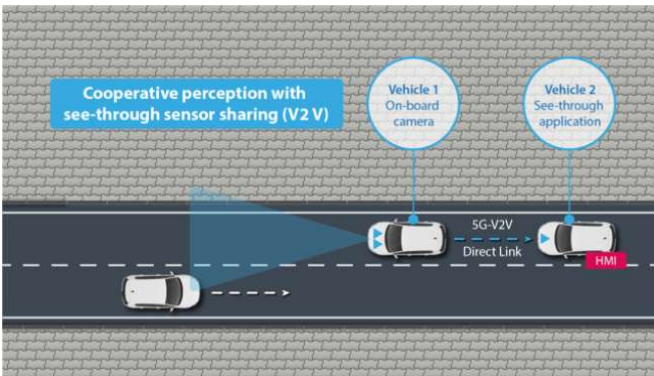 Cooperative perception with
see-through sensor sharing (V2 V)
Vehicle 1
On-board
camera
Vehicle 2
See-through
application
5G-V2V
Direct Link
HMI